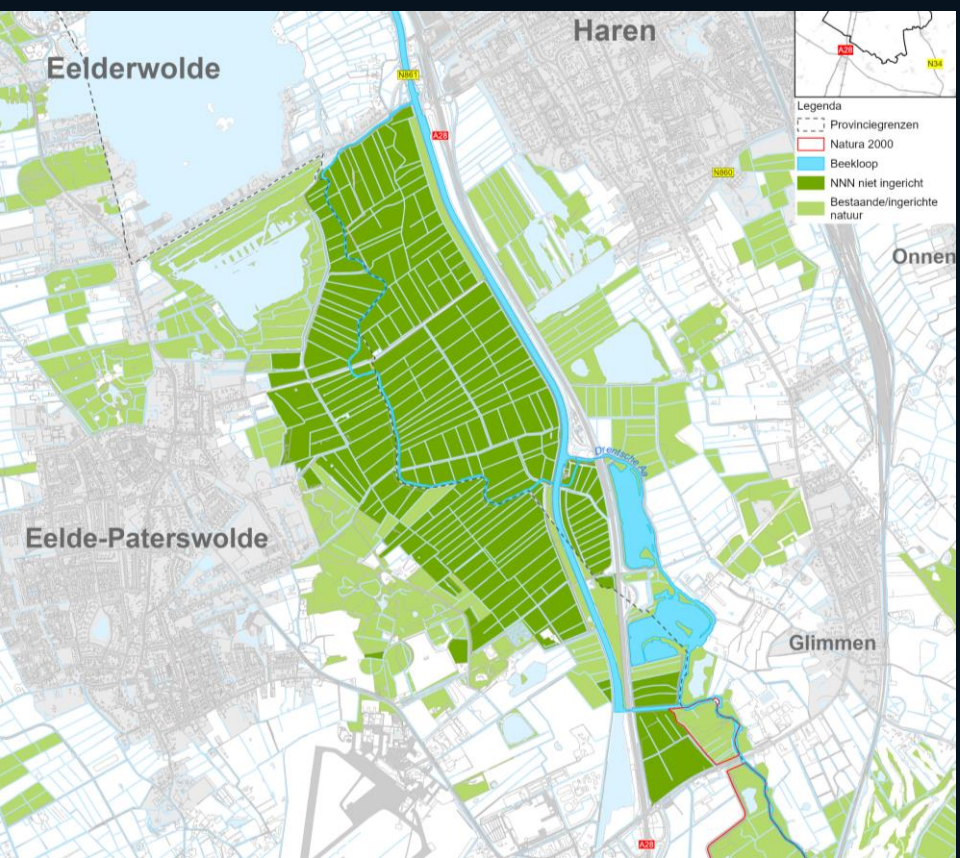 Haren
Eelderwolde
N861
A28
A28
N34
Legenda
Provinciegrenzen
Natura 2000
Beekloop
NNN niet ingericht
Bestaande/ingerichte
natuur
N860
Onnen
Drentsche Aa
Eelde-Paterswolde
Glimmen
A28